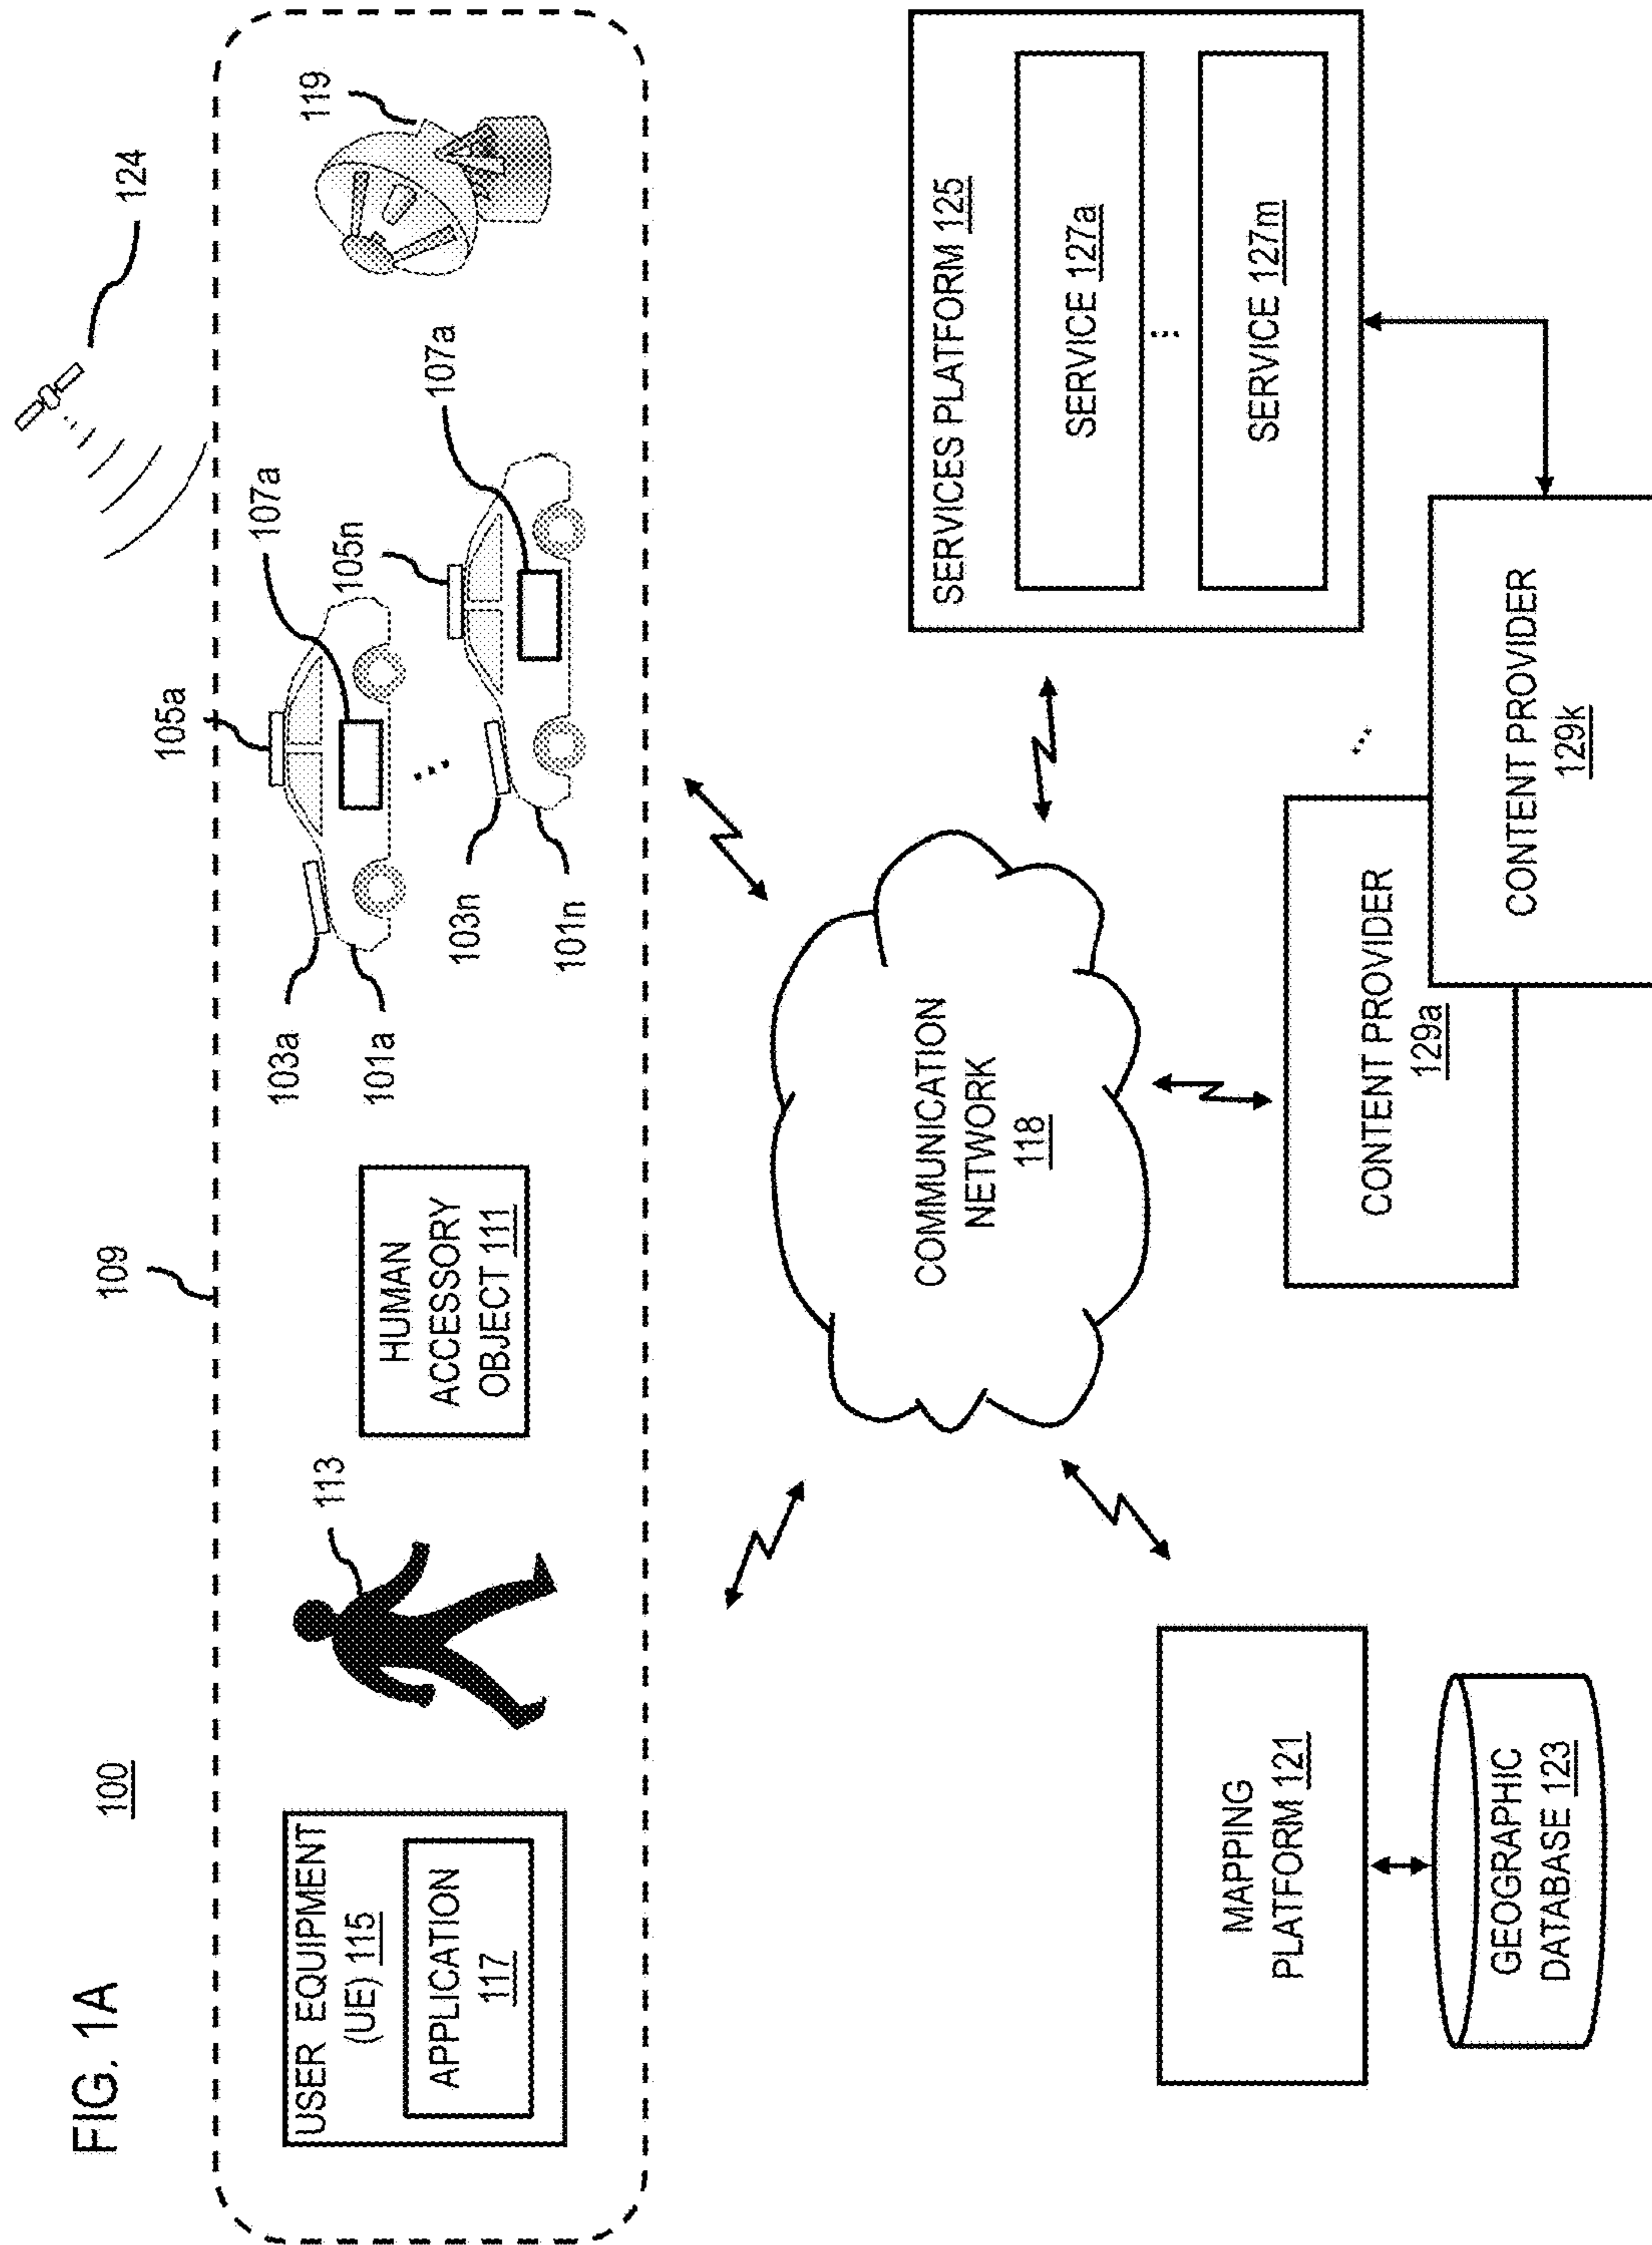 FIG. 1A
100
109
124
USER EQUIPMENT
(UE) 115
APPLICATION
117
113
HUMAN
ACCESSORY
OBJECT 111
103a
101a
105a
107a
103n
101n
105n
107a
119
COMMUNICATION
NETWORK
118
MAPPING
PLATFORM 121
GEOGRAPHIC
DATABASE 123
SERVICES PLATFORM 125
SERVICE 127a
...
SERVICE 127m
CONTENT PROVIDER
129a
...
CONTENT PROVIDER
129k